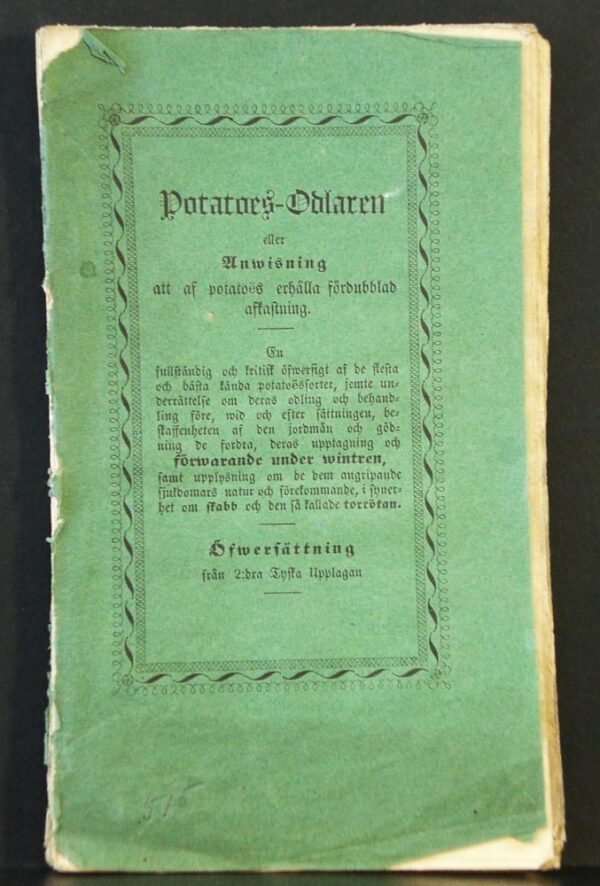 Potatoes-Odlaren
eller
Anwisning
att af potatoës erhålla fördubblad
afkastning.
En
fullständig och kritisk öfwersigt af de flesta
och bästa kända potatoëssorter, jemte un-
derrättelse om deras odling och behand-
ling före, wid och efter sättningen, be-
skaffenheten af den jordmån och göd-
ning de fordra, deras upptagning och
förwarande under wintren,
samt upplysning om de dem angripande
sjukdomars natur och förekommande, i syner-
het om skabb och den så kallade torrötan.
Öfwersättning
från 2:dra Tyska Upplagan
515